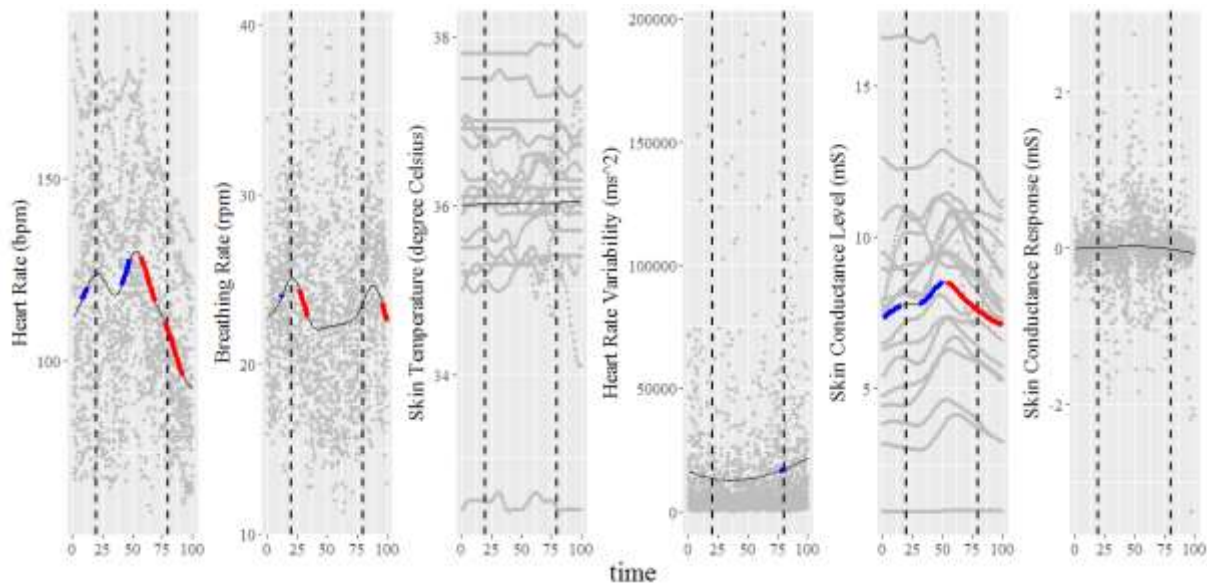 Heart Rate (bpm)
150
100
0 25 50 75 100
Breathing Rate (rpm)
40
30
20
10
0 25 50 75 100
Skin Temperature (degree Celsius)
38
36
34
0 25 50 75 100
Heart Rate Variability (ms^2)
200000
150000
100000
50000
0
0 25 50 75 100
Skin Conductance Level (mS)
15
10
5
0 25 50 75 100
Skin Conductance Response (mS)
2
0
-2
0 25 50 75 100
time